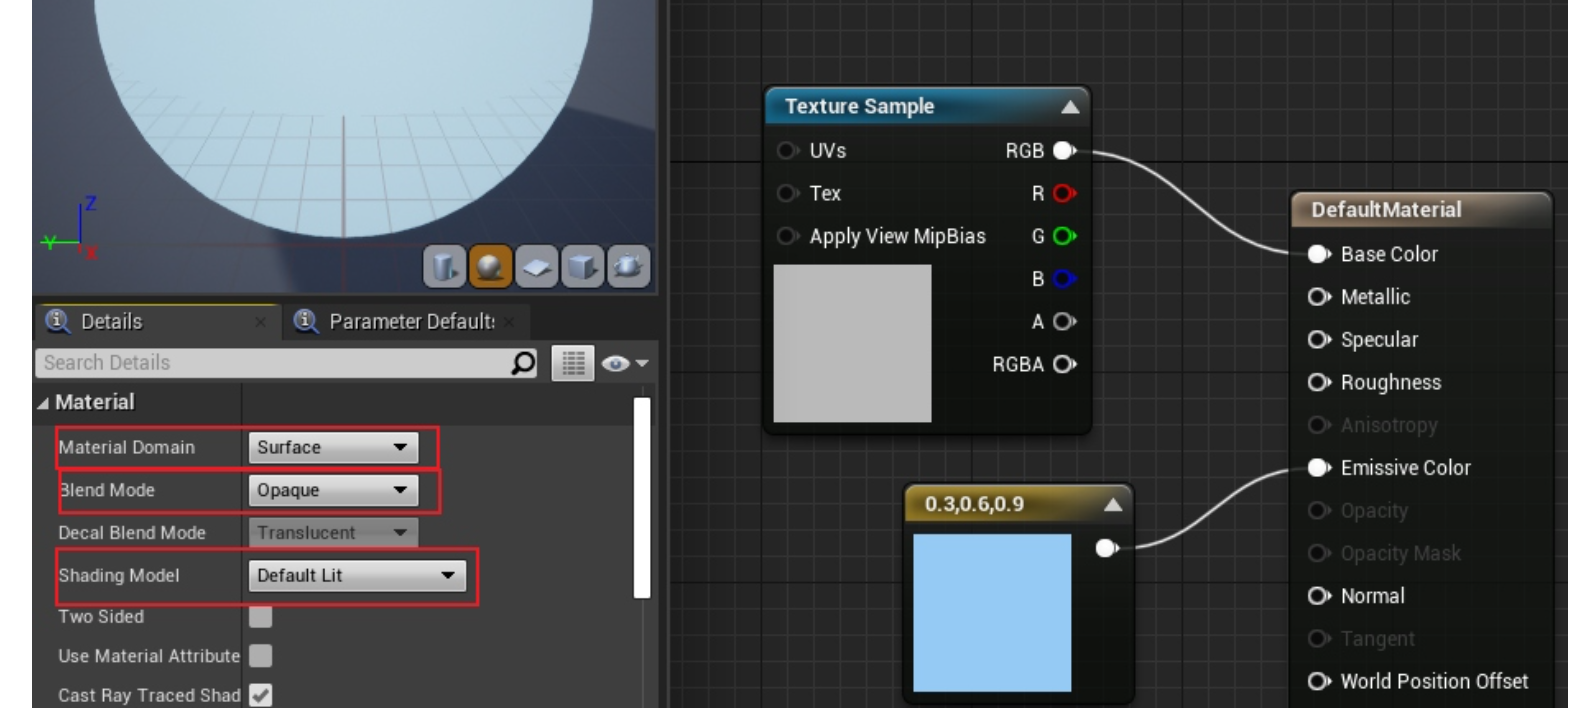 Z
Y
X
Details
Parameter Default
Search Details
Material
Material Domain
Surface
Blend Mode
Opaque
Decal Blend Mode
Translucent
Shading Model
Default Lit
Two Sided
Use Material Attribute
Cast Ray Traced Shad
Texture Sample
UVs RGB
Tex R
Apply View MipBias G
B
A
RGBA
0.3,0.6,0.9
DefaultMaterial
Base Color
Metallic
Specular
Roughness
Anisotropy
Emissive Color
Opacity
Opacity Mask
Normal
Tangent
World Position Offset